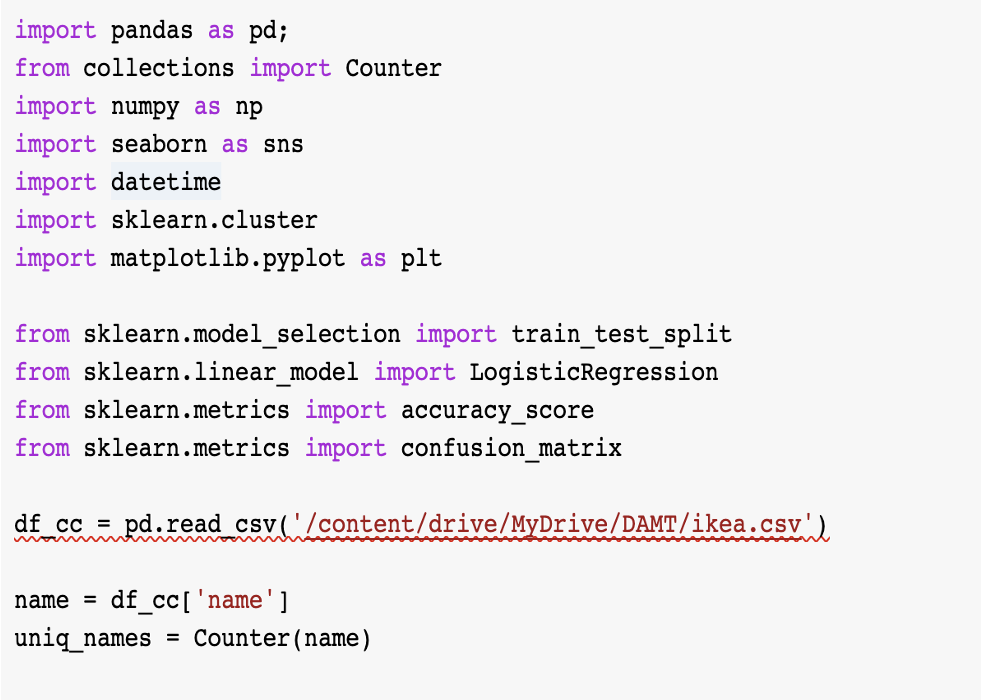 import pandas as pd;
from collections import Counter
import numpy as np
import seaborn as sns
import datetime
import sklearn.cluster
import matplotlib.pyplot as plt
from sklearn.model_selection import train_test_split
from sklearn.linear_model import LogisticRegression
from sklearn.metrics import accuracy_score
from sklearn.metrics import confusion_matrix
df_cc = pd.read_csv('/content/drive/MyDrive/DAMT/ikea.csv')
name = df_cc['name']
uniq_names = Counter(name)